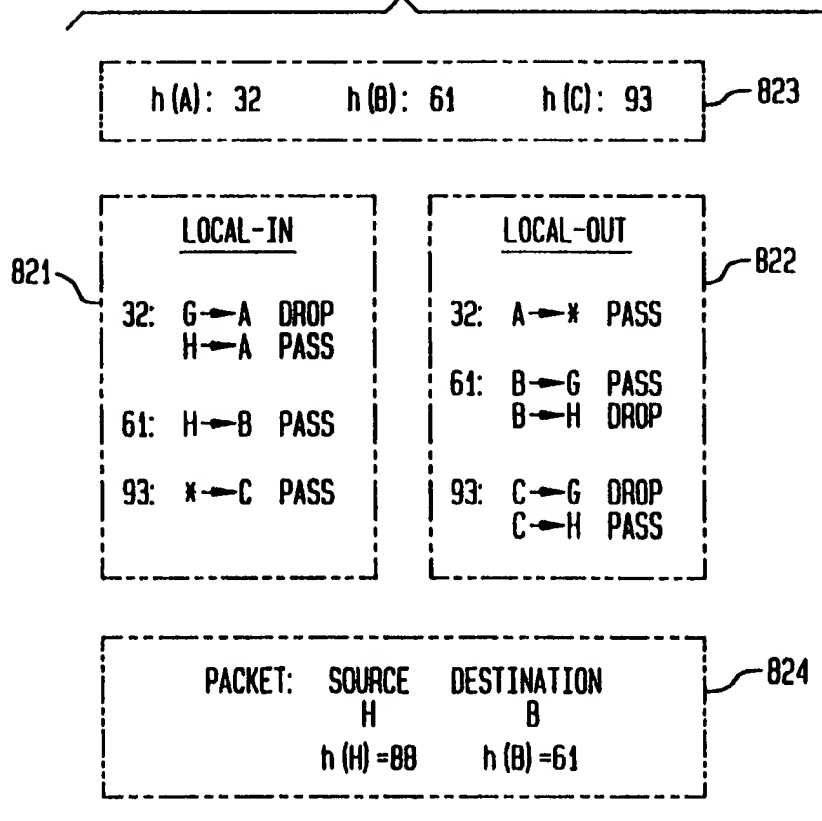 h(A): 32 h(B): 61 h(C): 93
823
LOCAL-IN
821
32: G→A DROP
H→A PASS
61: H→B PASS
93: *→C PASS
LOCAL-OUT
822
32: A→* PASS
61: B→G PASS
B→H DROP
93: C→G DROP
C→H PASS
824
PACKET: SOURCE DESTINATION
H B
h(H)=88 h(B)=61